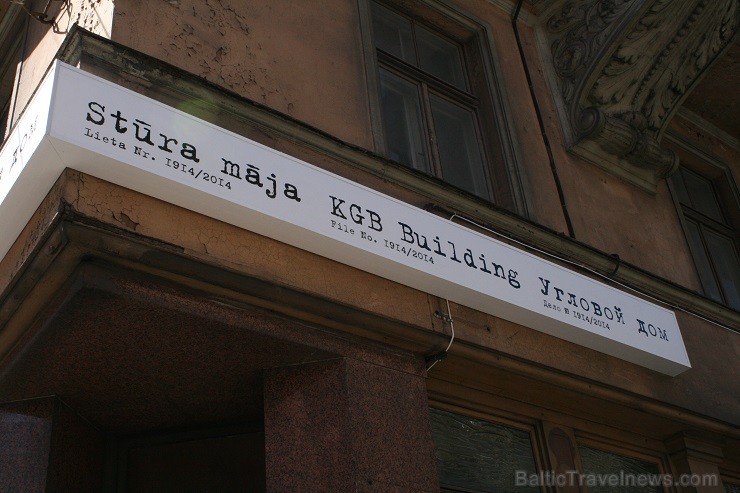 дом
Stūra māja
Lieta Nr. 1914/2014
KGB Building
File No. 1914/2014
Угловой дом
Дело № 1914/2014
BalticTravelnews.com